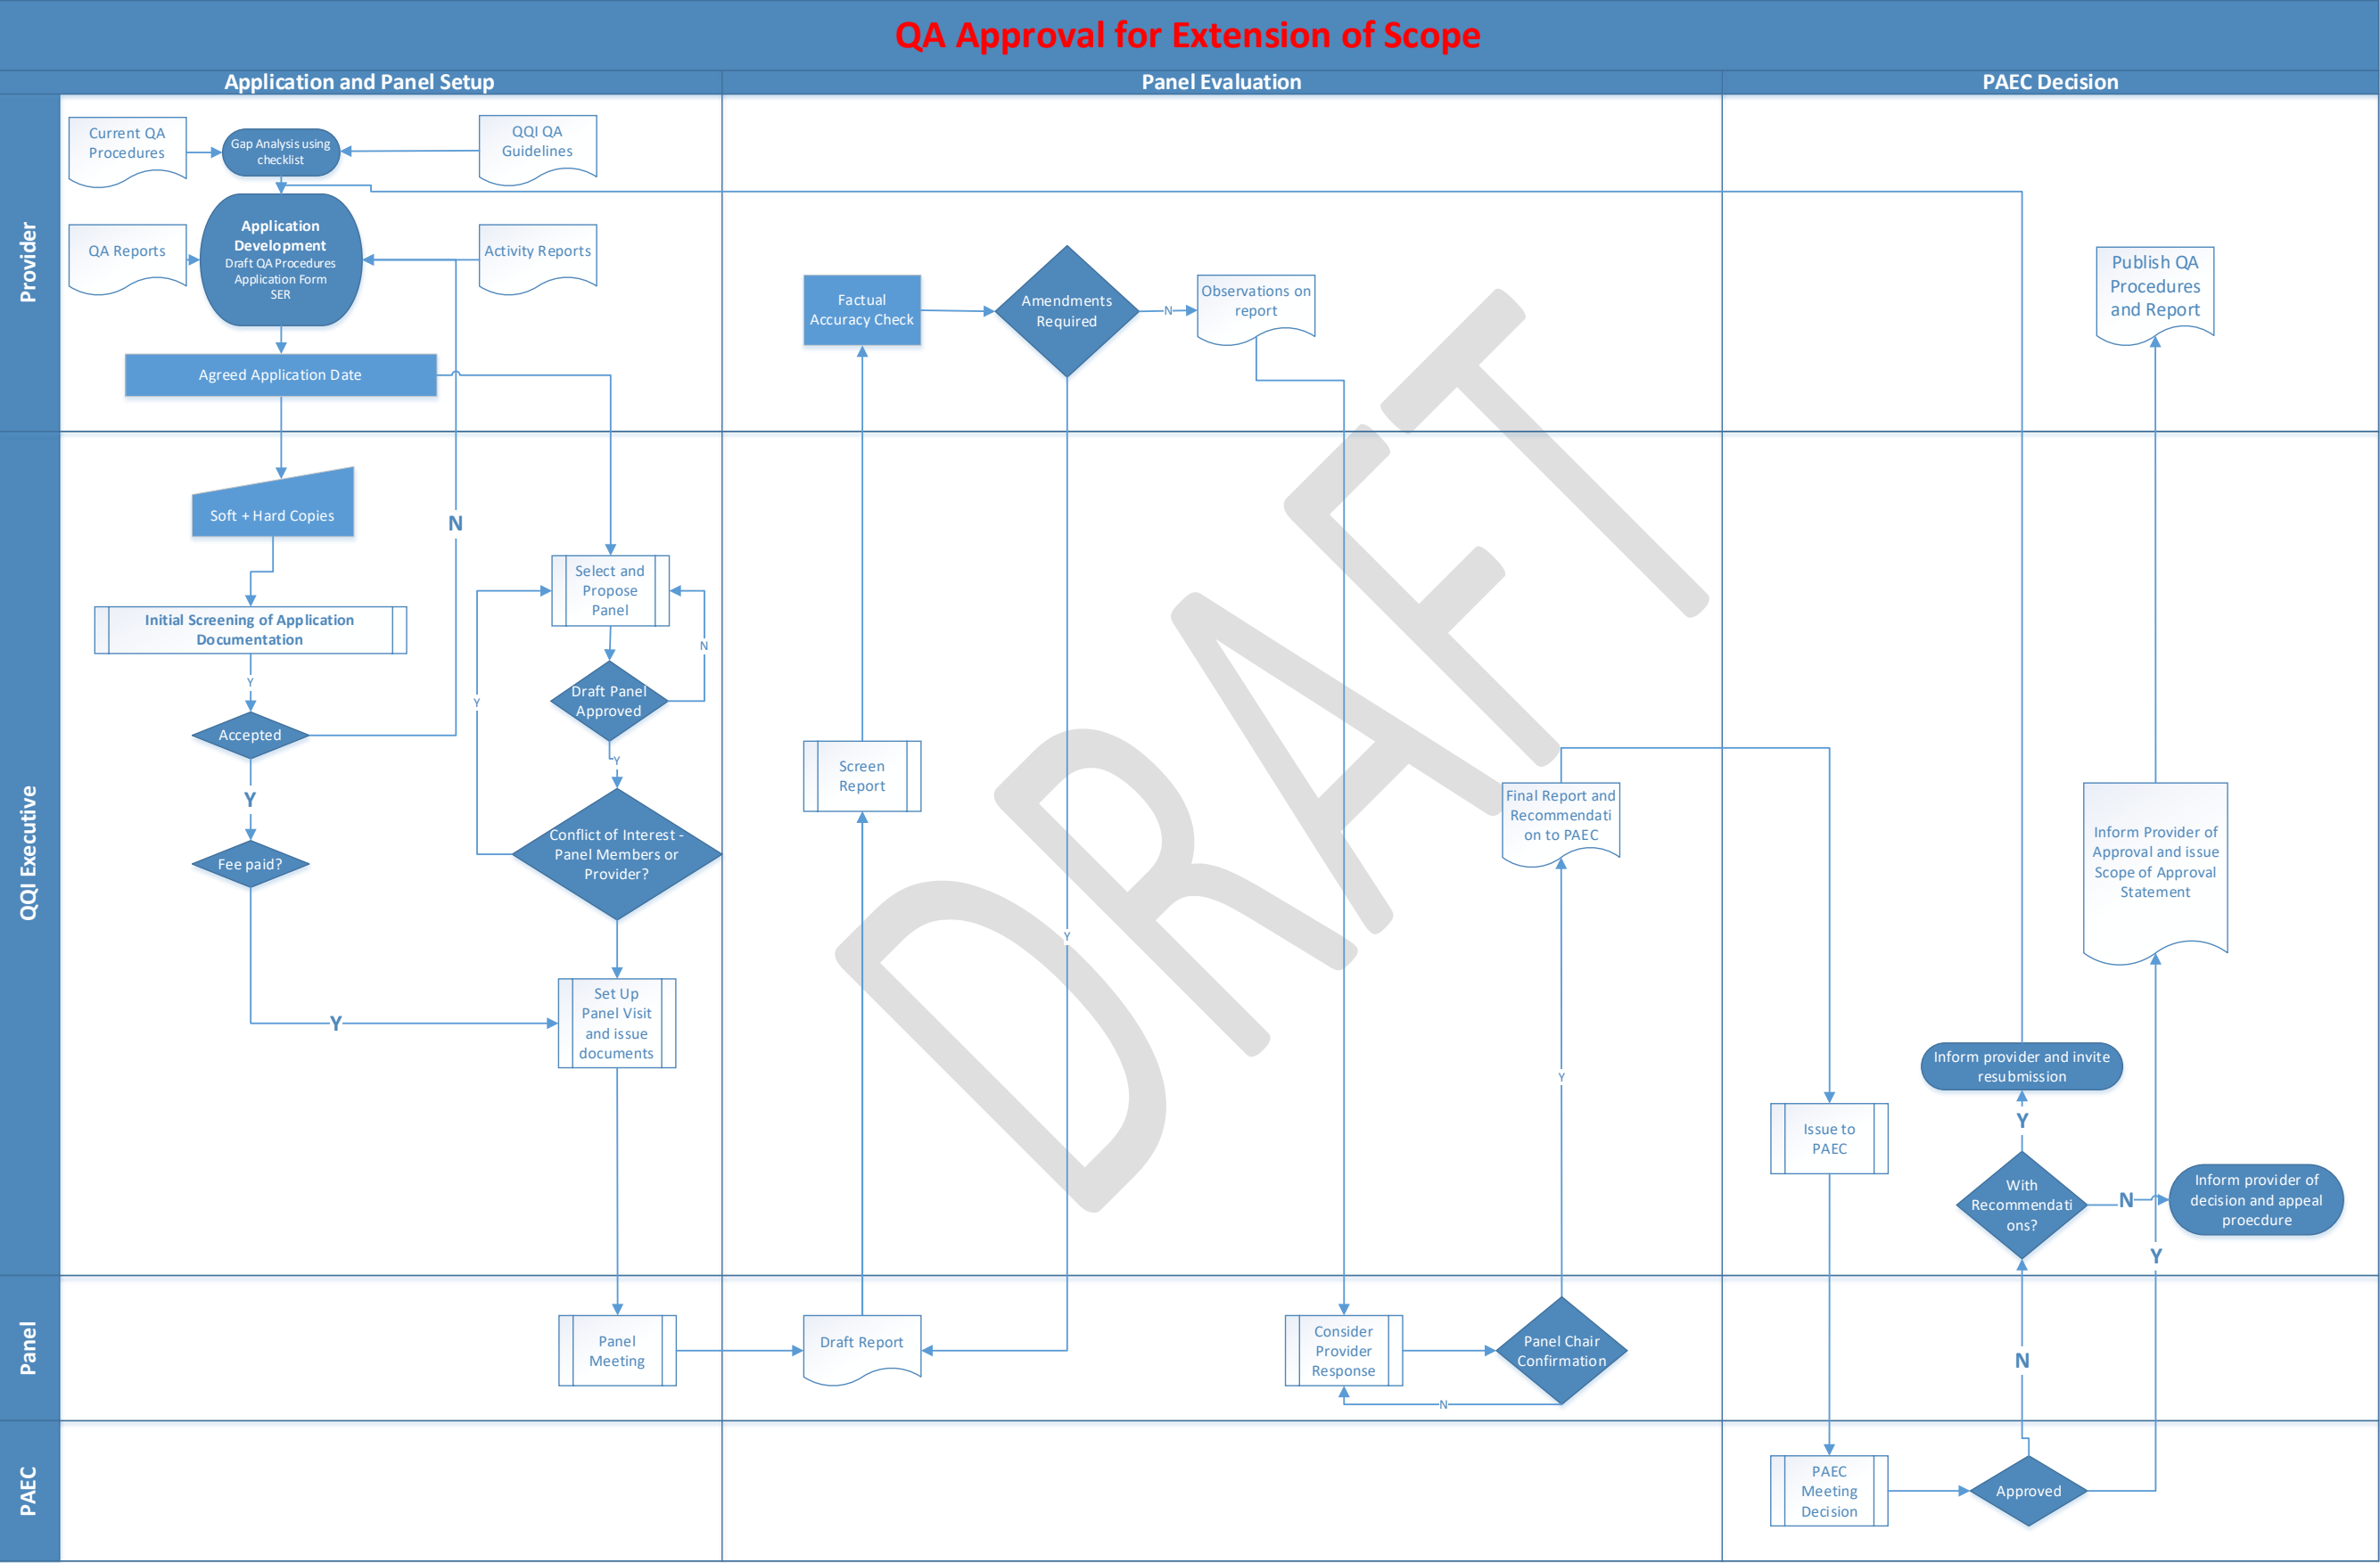 QA Approval for Extension of Scope
Application and Panel Setup
Panel Evaluation
PAEC Decision
Provider
Current QA
Procedures
Gap Analysis using
checklist
QQI QA
Guidelines
QA Reports
Application
Development
Draft QA Procedures
Application Form
SER
Activity Reports
Agreed Application Date
Factual
Accuracy Check
Amendments
Required
N
Observations on
report
Publish QA
Procedures
and Report
QQI Executive
Soft + Hard Copies
N
Initial Screening of Application
Documentation
Y
Accepted
Y
Fee paid?
Y
Select and
Propose
Panel
N
Draft Panel
Approved
Y
Y
Conflict of Interest -
Panel Members or
Provider?
Set Up
Panel Visit
and issue
documents
Screen
Report
Y
Final Report and
Recommendati
on to PAEC
Y
Issue to
PAEC
Inform provider and invite
resubmission
Y
With
Recommendati
ons?
N
Inform provider of
decision and appeal
proecdure
Inform Provider of
Approval and issue
Scope of Approval
Statement
Y
Panel
Panel
Meeting
Draft Report
Consider
Provider
Response
Panel Chair
Confirmation
N
N
PAEC
PAEC
Meeting
Decision
Approved
DRAFT